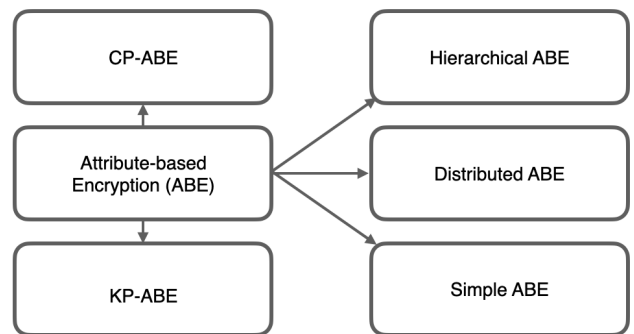 CP-ABE
Hierarchical ABE
Attribute-based
Encryption (ABE)
Distributed ABE
KP-ABE
Simple ABE